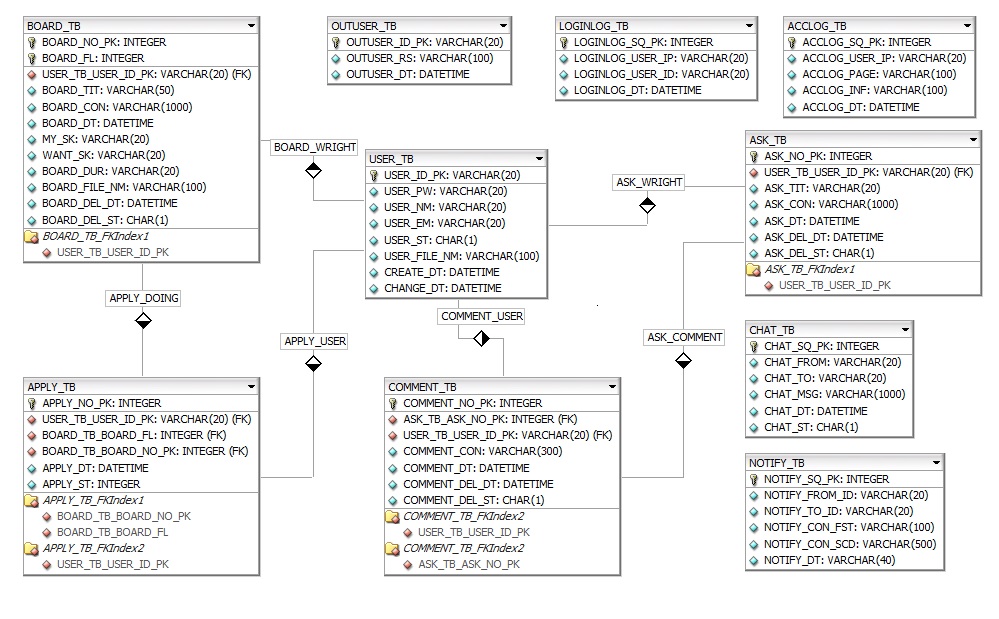 BOARD_TB
BOARD_NO_PK: INTEGER
BOARD_FL: INTEGER
USER_TB_USER_ID_PK: VARCHAR(20) (FK)
BOARD_TIT: VARCHAR(50)
BOARD_CON: VARCHAR(1000)
BOARD_DT: DATETIME
MY_SK: VARCHAR(20)
WANT_SK: VARCHAR(20)
BOARD_DUR: VARCHAR(20)
BOARD_FILE_NM: VARCHAR(100)
BOARD_DEL_DT: DATETIME
BOARD_DEL_ST: CHAR(1)
BOARD_TB_FKIndex1
USER_TB_USER_ID_PK
OUTUSER_TB
OUTUSER_ID_PK: VARCHAR(20)
OUTUSER_RS: VARCHAR(100)
OUTUSER_DT: DATETIME
LOGINLOG_TB
LOGINLOG_SQ_PK: INTEGER
LOGINLOG_USER_IP: VARCHAR(20)
LOGINLOG_USER_ID: VARCHAR(20)
LOGINLOG_DT: DATETIME
ACCLOG_TB
ACCLOG_SQ_PK: INTEGER
ACCLOG_USER_IP: VARCHAR(20)
ACCLOG_PAGE: VARCHAR(100)
ACCLOG_INF: VARCHAR(100)
ACCLOG_DT: DATETIME
BOARD_WRIGHT
USER_TB
USER_ID_PK: VARCHAR(20)
USER_PW: VARCHAR(20)
USER_NM: VARCHAR(20)
USER_EM: VARCHAR(20)
USER_ST: CHAR(1)
USER_FILE_NM: VARCHAR(100)
CREATE_DT: DATETIME
CHANGE_DT: DATETIME
ASK_WRIGHT
ASK_TB
ASK_NO_PK: INTEGER
USER_TB_USER_ID_PK: VARCHAR(20) (FK)
ASK_TIT: VARCHAR(20)
ASK_CON: VARCHAR(1000)
ASK_DT: DATETIME
ASK_DEL_DT: DATETIME
ASK_DEL_ST: CHAR(1)
ASK_TB_FKIndex1
USER_TB_USER_ID_PK
APPLY_DOING
APPLY_USER
COMMENT_USER
ASK_COMMENT
CHAT_TB
CHAT_SQ_PK: INTEGER
CHAT_FROM: VARCHAR(20)
CHAT_TO: VARCHAR(20)
CHAT_MSG: VARCHAR(1000)
CHAT_DT: DATETIME
CHAT_ST: CHAR(1)
APPLY_TB
APPLY_NO_PK: INTEGER
USER_TB_USER_ID_PK: VARCHAR(20) (FK)
BOARD_TB_BOARD_FL: INTEGER (FK)
BOARD_TB_BOARD_NO_PK: INTEGER (FK)
APPLY_DT: DATETIME
APPLY_ST: INTEGER
APPLY_TB_FKIndex1
BOARD_TB_BOARD_NO_PK
BOARD_TB_BOARD_FL
APPLY_TB_FKIndex2
USER_TB_USER_ID_PK
COMMENT_TB
COMMENT_NO_PK: INTEGER
ASK_TB_ASK_NO_PK: INTEGER (FK)
USER_TB_USER_ID_PK: VARCHAR(20) (FK)
COMMENT_CON: VARCHAR(300)
COMMENT_DT: DATETIME
COMMENT_DEL_DT: DATETIME
COMMENT_DEL_ST: CHAR(1)
COMMENT_TB_FKIndex2
USER_TB_USER_ID_PK
COMMENT_TB_FKIndex2
ASK_TB_ASK_NO_PK
NOTIFY_TB
NOTIFY_SQ_PK: INTEGER
NOTIFY_FROM_ID: VARCHAR(20)
NOTIFY_TO_ID: VARCHAR(20)
NOTIFY_CON_FST: VARCHAR(100)
NOTIFY_CON_SCD: VARCHAR(500)
NOTIFY_DT: VARCHAR(40)